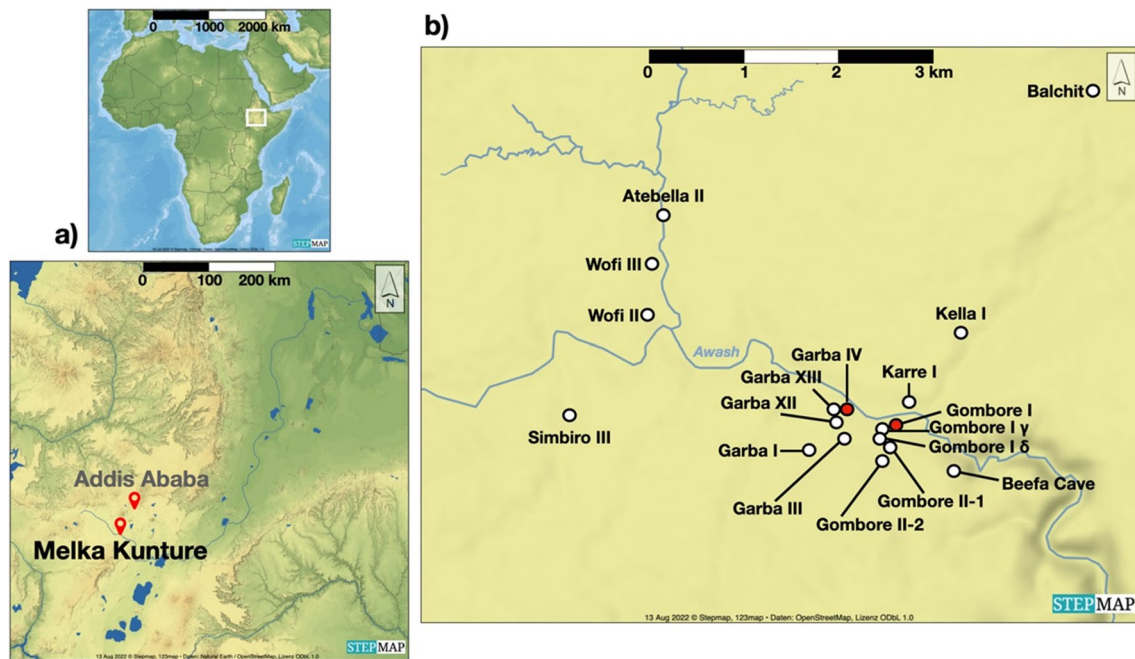 0 1000 2000 km
STEPMAP
a)
0 100 200 km
N
Addis Ababa
Melka Kunture
STEPMAP
13 Aug 2022 © Stepmap, 123map • Daten: Natural Earth / OpenStreetMap, Lizenz ODbL 1.0
b)
0 1 2 3 km
N
Balchit
Atebella II
Wofi III
Wofi II
Kella I
Awash
Garba IV
Garba XIII
Karre I
Garba XII
Gombore I
Gombore I γ
Simbiro III
Gombore I δ
Garba I
Beefa Cave
Gombore II-1
Garba III
Gombore II-2
STEPMAP
13 Aug 2022 © Stepmap, 123map • Daten: OpenStreetMap, Lizenz ODbL 1.0